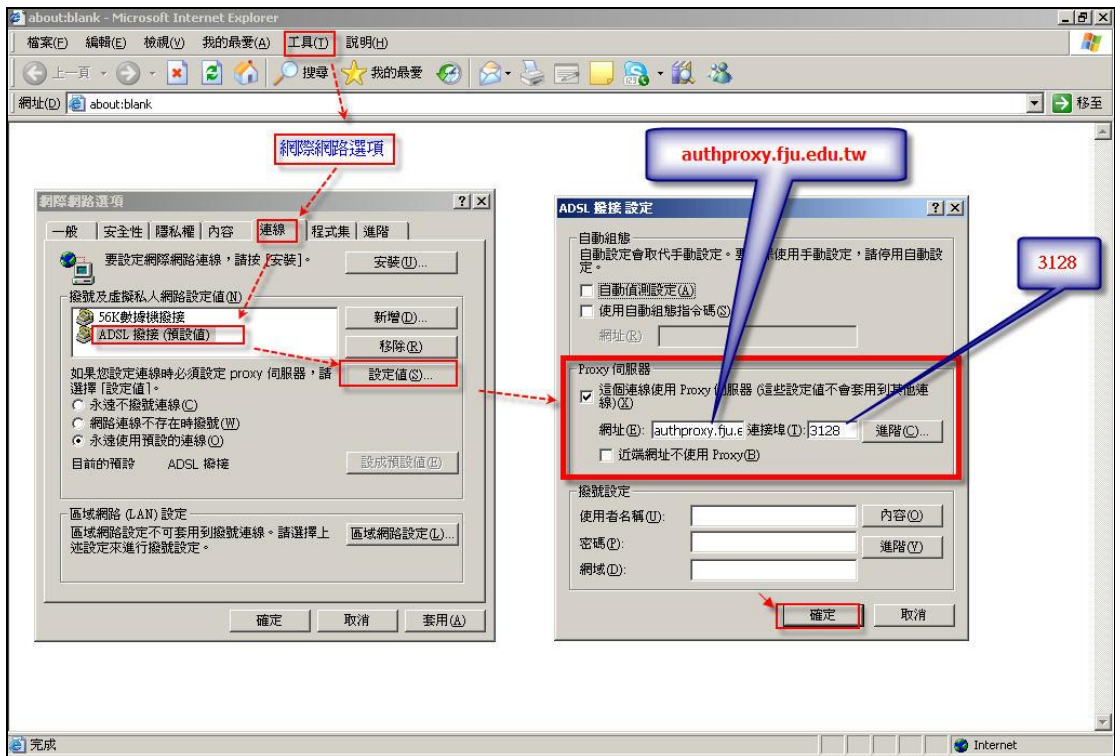 about:blank - Microsoft Internet Explorer
檔案(F) 編輯(E) 檢視(V) 我的最愛(A) 工具(T) 說明(H)
上一頁 搜尋 我的最愛
網址(D) about:blank 移至
網際網路選項
authproxy.fju.edu.tw
3128
網際網路選項
一般 安全性 隱私權 內容 連線 程式集 進階
要設定網際網路連線，請按 [安裝]。 安裝(U)...
撥號及虛擬私人網路設定值(N)
56K數據機撥接
ADSL 撥接 (預設值)
新增(D)...
移除(R)
如果您設定連線時必須設定 proxy 伺服器，請
選擇 [設定值]。
設定值(S)...
永遠不撥號連線(C)
網路連線不存在時撥號(W)
永遠使用預設的連線(O)
目前的預設 ADSL 撥接 設成預設值(E)
區域網路 (LAN) 設定
區域網路設定不可套用到撥號連線。請選擇上
述設定來進行撥號設定。
區域網路設定(L)...
確定 取消 套用(A)
ADSL 撥接 設定
自動組態
自動設定會取代手動設定。要 使用手動設定，請停用自動設
定。
自動偵測設定(A)
使用自動組態指令碼(S)
網址(R)
Proxy 伺服器
這個連線使用 Proxy 伺服器 (這些設定值不會套用到其他連
線)(X)
網址(E): authproxy.fju.e 連接埠(T): 3128 進階(C)...
近端網址不使用 Proxy(B)
撥號設定
使用者名稱(U): 內容(O)
密碼(P): 進階(V)
網域(D):
確定 取消
完成 Internet